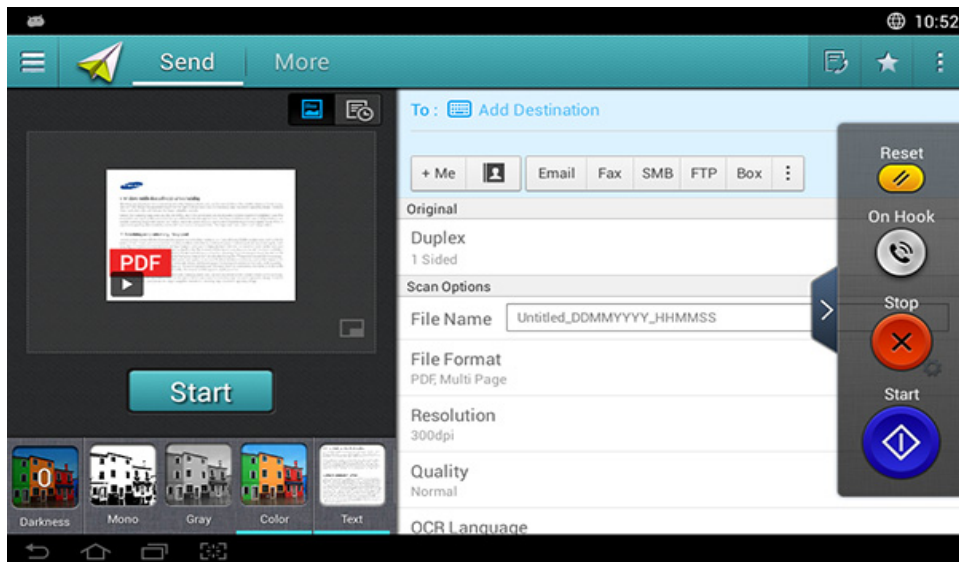 10:52
Send
More
To : Add Destination
+ Me
Email
Fax
SMB
FTP
Box
Original
Duplex
1 Sided
Scan Options
File Name
Untitled_DDMMYYYY_HHMMSS
File Format
PDF, Multi Page
Resolution
300dpi
Quality
Normal
OCR Language
PDF
Start
0
Darkness
Mono
Gray
Color
Text
Reset
On Hook
Stop
Start